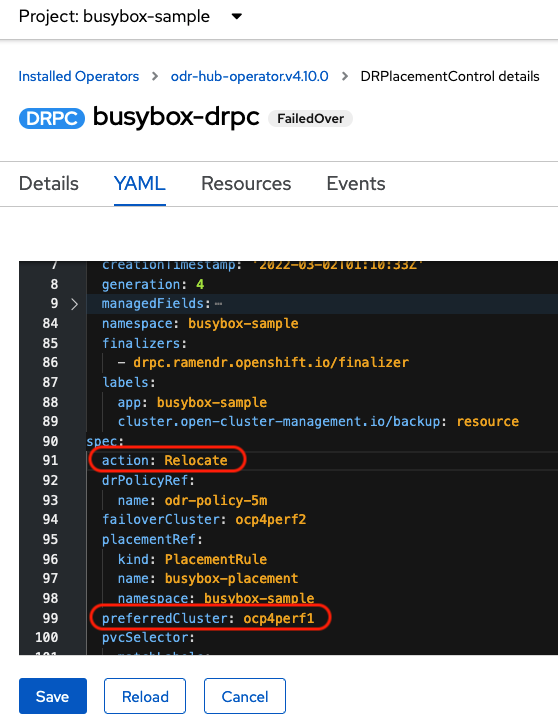 Project: busybox-sample
Installed Operators > odr-hub-operator.v4.10.0 > DRPlacementControl details
DRPC busybox-drpc FailedOver
Details YAML Resources Events
7 creationTimestamp: '2022-03-02T01:10:33Z'
8 generation: 4
9 managedFields:
84 namespace: busybox-sample
85 finalizers:
86 - drpc.ramendr.openshift.io/finalizer
87 labels:
88 app: busybox-sample
89 cluster.open-cluster-management.io/backup: resource
90 spec:
91 action: Relocate
92 drPolicyRef:
93 name: odr-policy-5m
94 failoverCluster: ocp4perf2
95 placementRef:
96 kind: PlacementRule
97 name: busybox-placement
98 namespace: busybox-sample
99 preferredCluster: ocp4perf1
100 pvcSelector:
101 matchLabels:
Save Reload Cancel